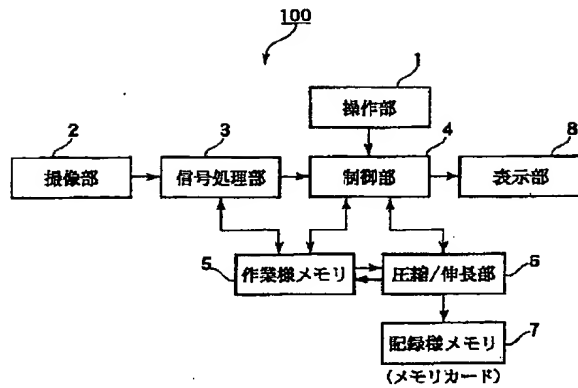 100
1
操作部
2
3
4
8
撮像部
信号処理部
制御部
表示部
5
作業様メモリ
圧縮/伸長部
6
記録様メモリ
7
(メモリカード)